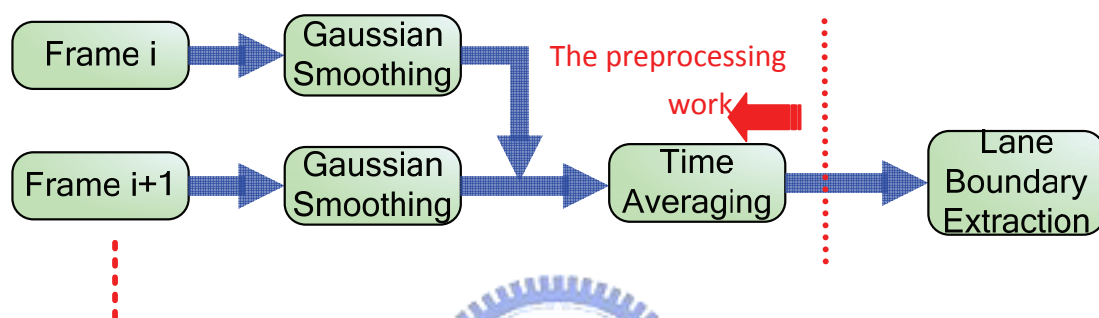 Frame i
Gaussian
Smoothing
The preprocessing
work
Frame i+1
Gaussian
Smoothing
Time
Averaging
Lane
Boundary
Extraction